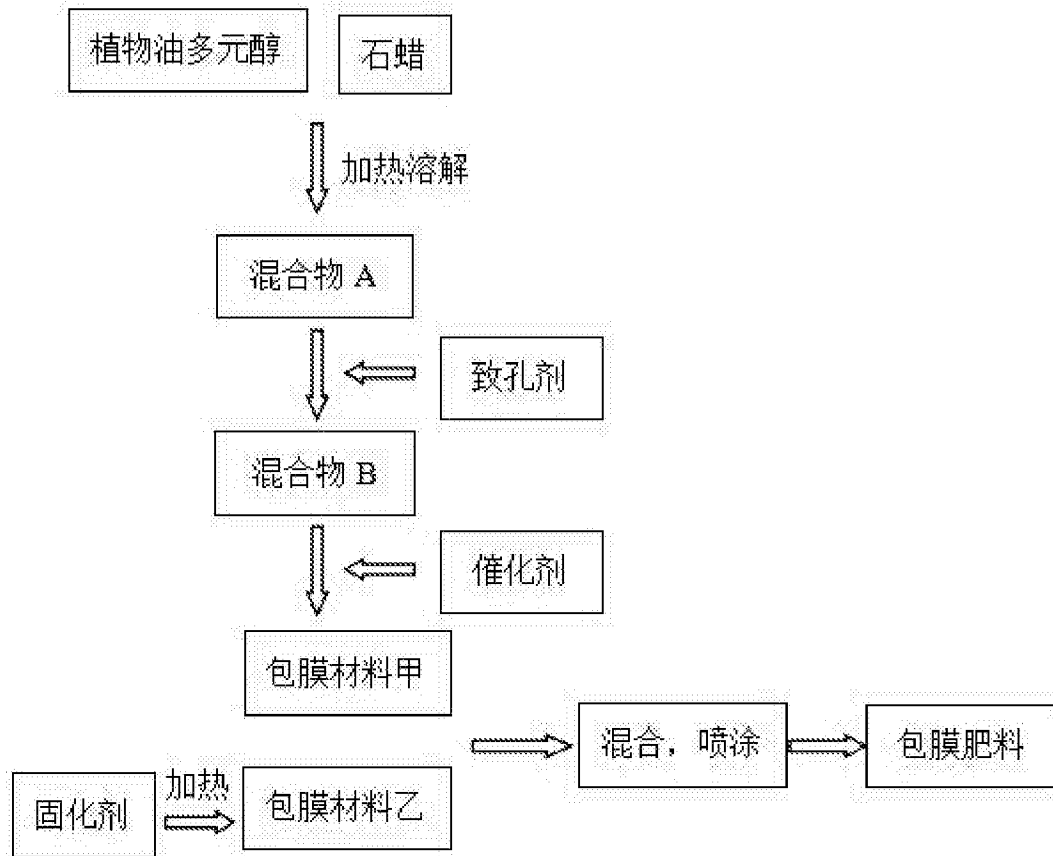 植物油多元醇
石蜡
加热溶解
混合物 A
致孔剂
混合物 B
催化剂
包膜材料甲
混合，喷涂
包膜肥料
固化剂
加热
包膜材料乙